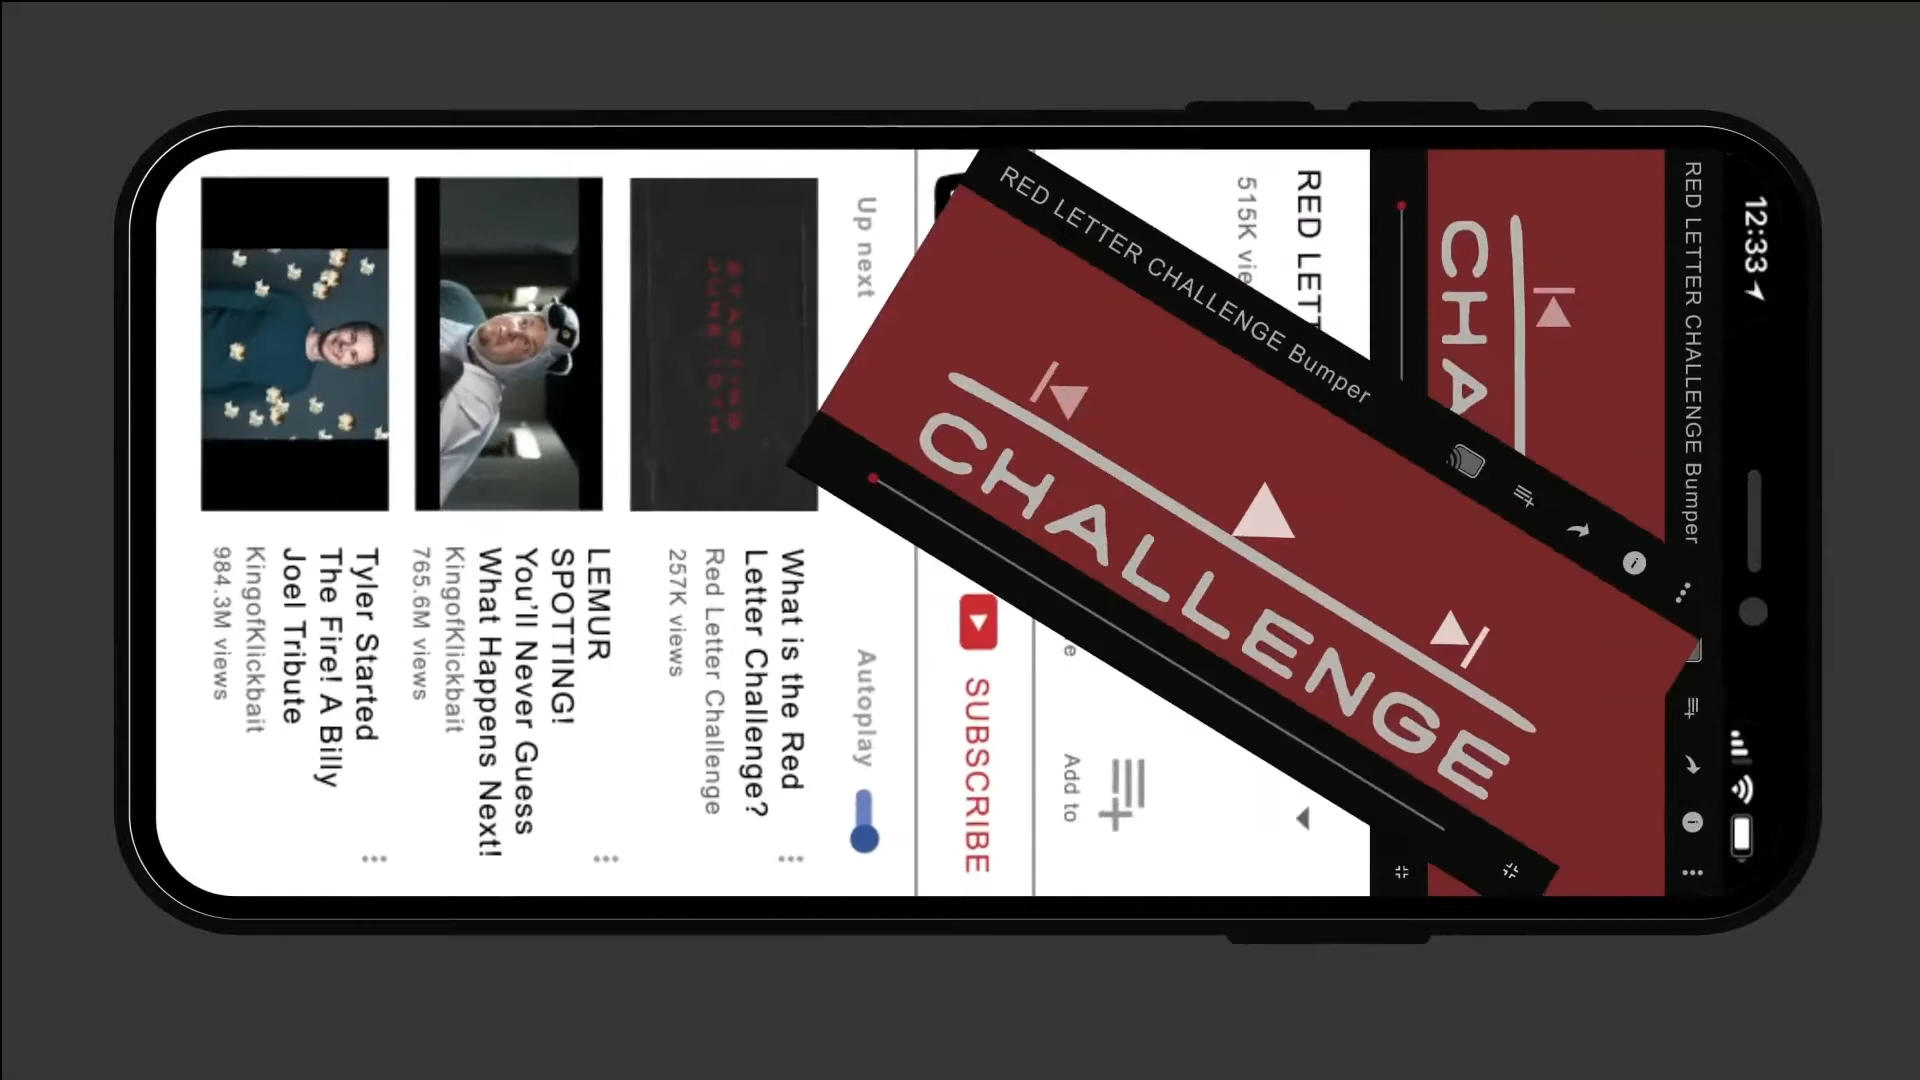 12:33
RED LETTER CHALLENGE Bumper
CHA
RED LETTER CHALLENGE Bumper
CHALLENGE
RED LETT
515K vie
Add to
SUBSCRIBE
Up next
Autoplay
STARTING
JUNE 10TH
What is the Red
Letter Challenge?
Red Letter Challenge
257K views
LEMUR
SPOTTING!
You'll Never Guess
What Happens Next!
KingofKlickbait
765.6M views
Tyler Started
The Fire! A Billy
Joel Tribute
KingofKlickbait
984.3M views